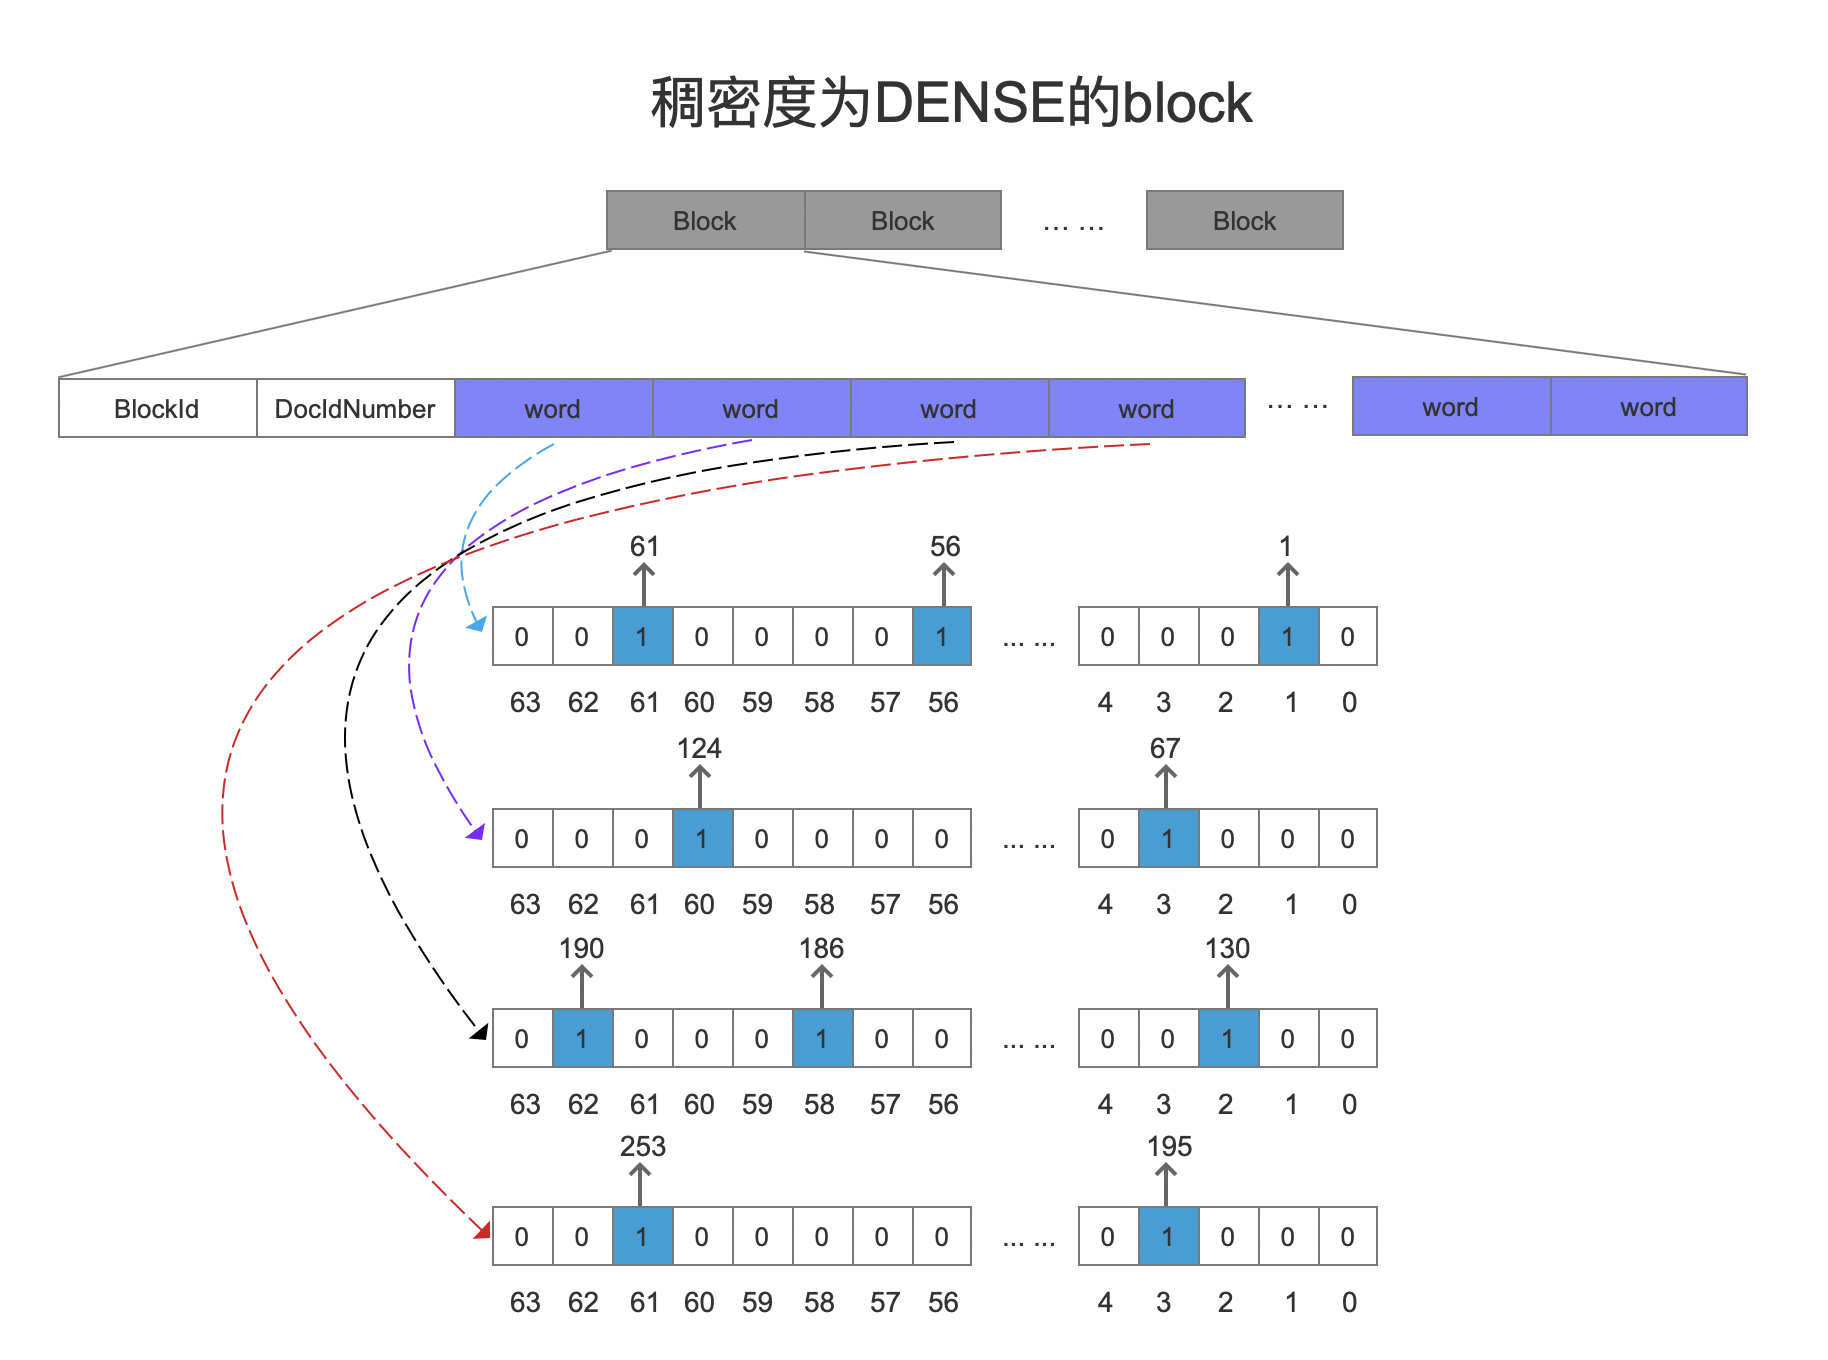 稠密度为DENSE的block
Block Block ... ... Block
BlockId DocIdNumber word word word word ... ... word word
61 56 1
0 0 1 0 0 0 0 1 ... ... 0 0 0 1 0
63 62 61 60 59 58 57 56 4 3 2 1 0
124 67
0 0 0 1 0 0 0 0 ... ... 0 1 0 0 0
63 62 61 60 59 58 57 56 4 3 2 1 0
190 186 130
0 1 0 0 0 1 0 0 ... ... 0 0 1 0 0
63 62 61 60 59 58 57 56 4 3 2 1 0
253 195
0 0 1 0 0 0 0 0 ... ... 0 1 0 0 0
63 62 61 60 59 58 57 56 4 3 2 1 0